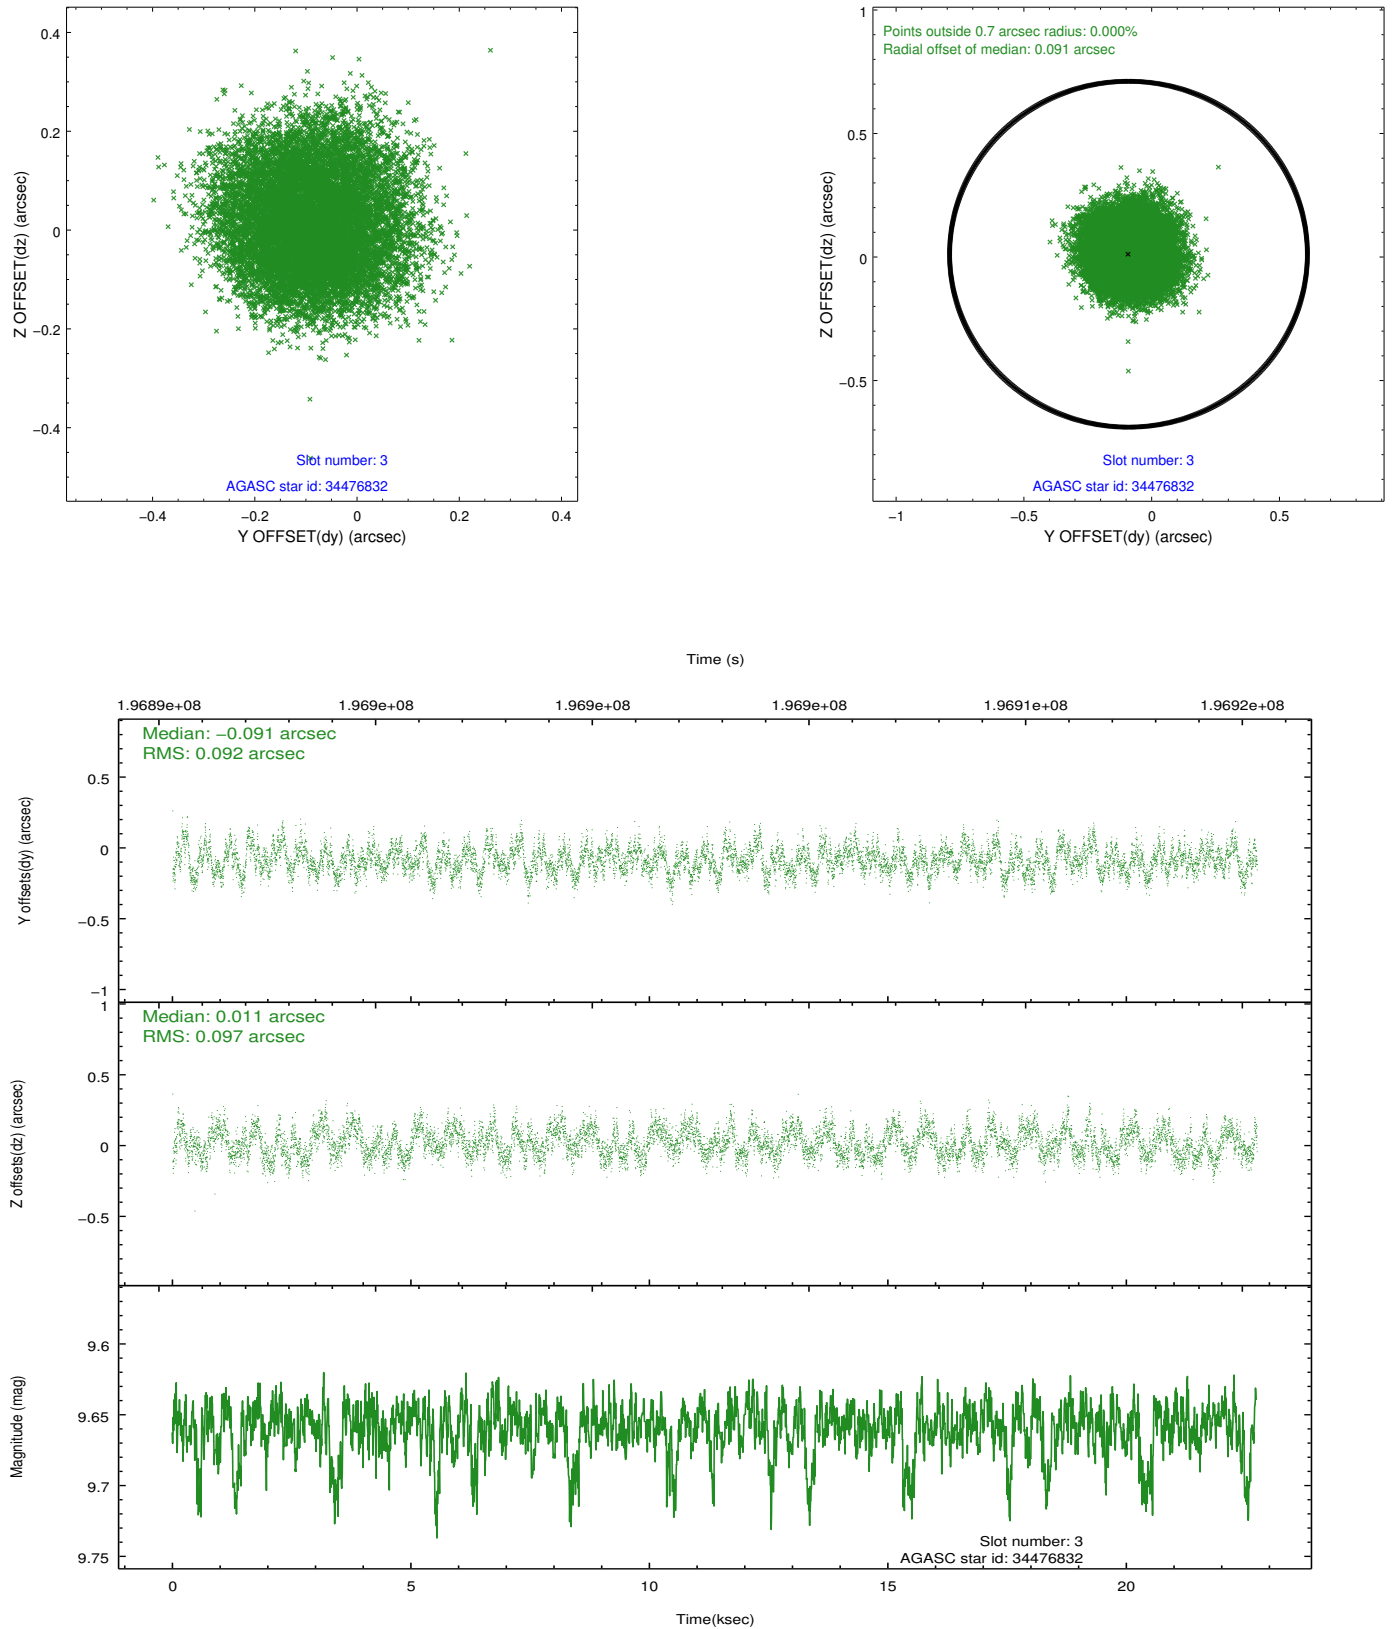 0.4
0.2
0
−0.2
−0.4
−0.4
−0.2
0
0.2
0.4
Z OFFSET(dz) (arcsec)
Y OFFSET(dy) (arcsec)
Slot number: 3
AGASC star id: 34476832
Points outside 0.7 arcsec radius: 0.000%
Radial offset of median: 0.091 arcsec
1
0.5
0
−0.5
−1
−0.5
0
0.5
Z OFFSET(dz) (arcsec)
Y OFFSET(dy) (arcsec)
Slot number: 3
AGASC star id: 34476832
Time (s)
1.9689e+08
1.969e+08
1.969e+08
1.969e+08
1.9691e+08
1.9692e+08
Median: −0.091 arcsec
RMS: 0.092 arcsec
0.5
0
−0.5
−1
Y offsets(dy) (arcsec)
Median: 0.011 arcsec
RMS: 0.097 arcsec
1
0.5
0
−0.5
Z offsets(dz) (arcsec)
9.6
9.65
9.7
9.75
Magnitude (mag)
Slot number: 3
AGASC star id: 34476832
0
5
10
15
20
Time(ksec)